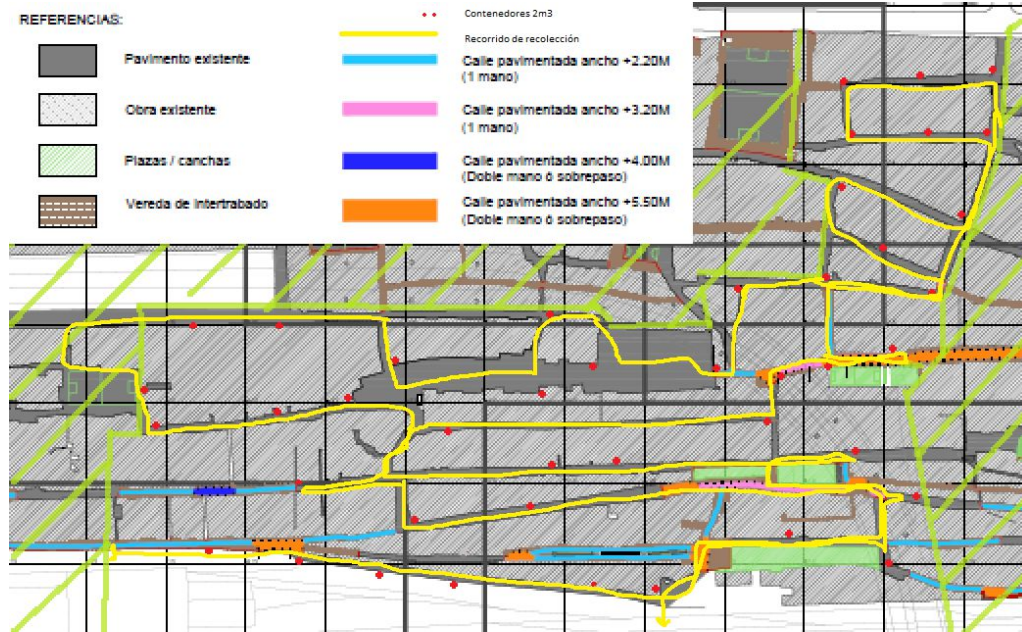 REFERENCIAS:
Pavimento existente
Obra existente
Plazas / canchas
Vereda de Intertrabado
Contenedores 2m3
Recorrido de recolección
Calle pavimentada ancho +2.20M
(1 mano)
Calle pavimentada ancho +3.20M
(1 mano)
Calle pavimentada ancho +4.00M
(Doble mano ó sobrepaso)
Calle pavimentada ancho +5.50M
(Doble mano ó sobrepaso)